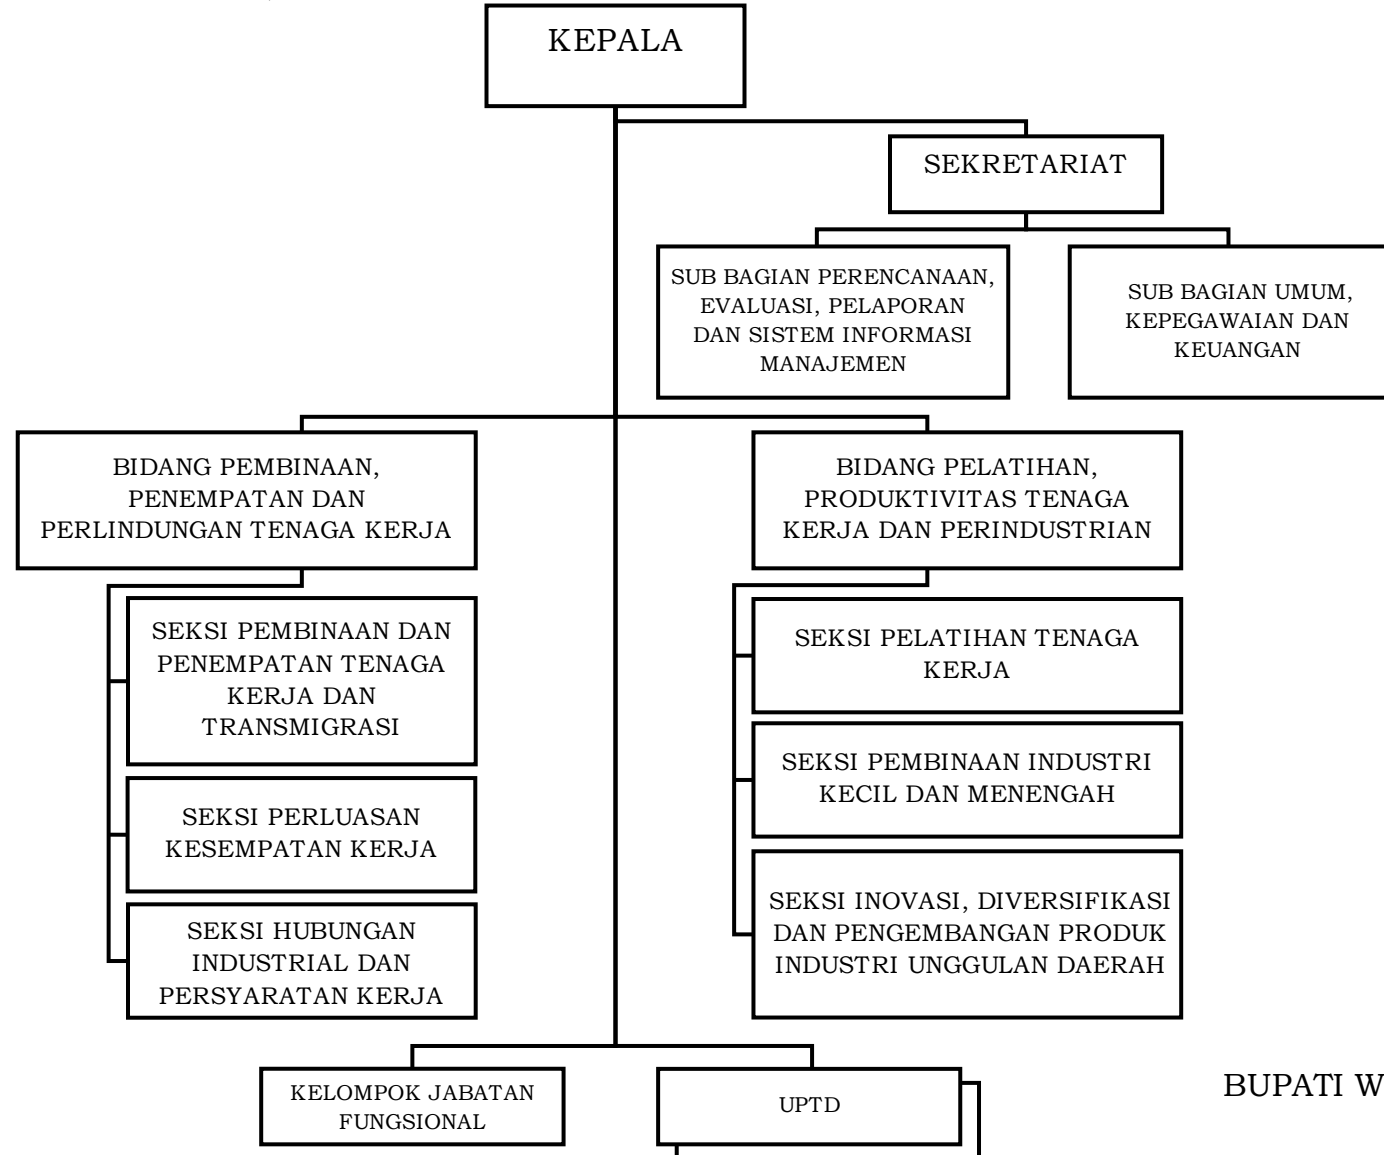 KEPALA
SEKRETARIAT
SUB BAGIAN PERENCANAAN,
EVALUASI, PELAPORAN
DAN SISTEM INFORMASI
MANAJEMEN
SUB BAGIAN UMUM,
KEPEGAWAIAN DAN
KEUANGAN
BIDANG PEMBINAAN,
PENEMPATAN DAN
PERLINDUNGAN TENAGA KERJA
SEKSI PEMBINAAN DAN
PENEMPATAN TENAGA
KERJA DAN
TRANSMIGRASI
SEKSI PERLUASAN
KESEMPATAN KERJA
SEKSI HUBUNGAN
INDUSTRIAL DAN
PERSYARATAN KERJA
BIDANG PELATIHAN,
PRODUKTIVITAS TENAGA
KERJA DAN PERINDUSTRIAN
SEKSI PELATIHAN TENAGA
KERJA
SEKSI PEMBINAAN INDUSTRI
KECIL DAN MENENGAH
SEKSI INOVASI, DIVERSIFIKASI
DAN PENGEMBANGAN PRODUK
INDUSTRI UNGGULAN DAERAH
KELOMPOK JABATAN
FUNGSIONAL
UPTD
BUPATI W